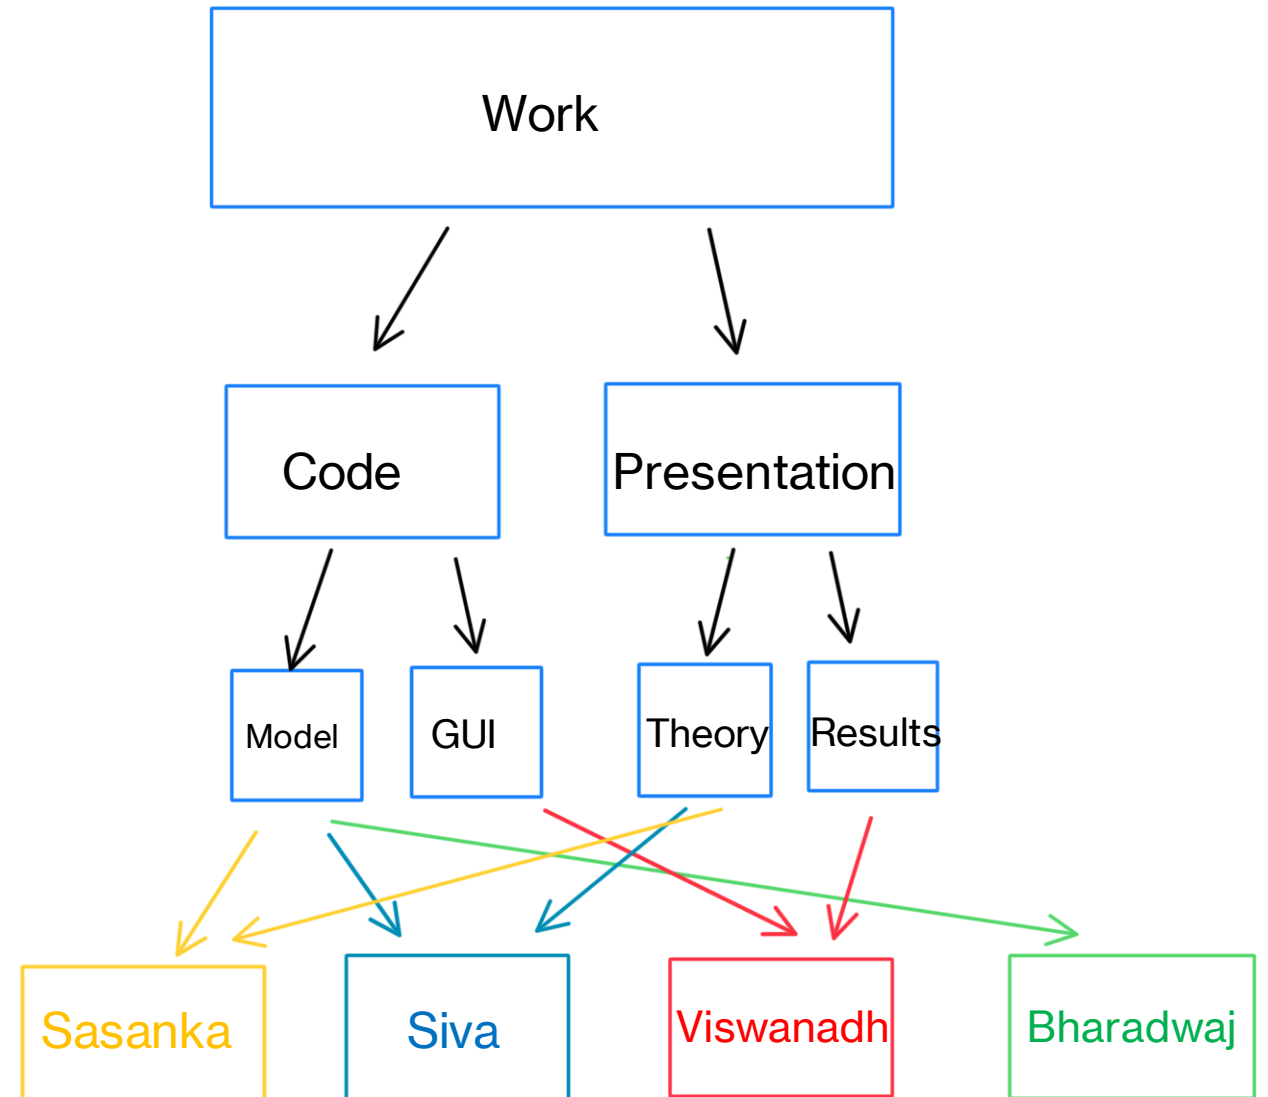 Work
Code
Presentation
Model
GUI
Theory
Results
Sasanka
Siva
Viswanadh
Bharadwaj